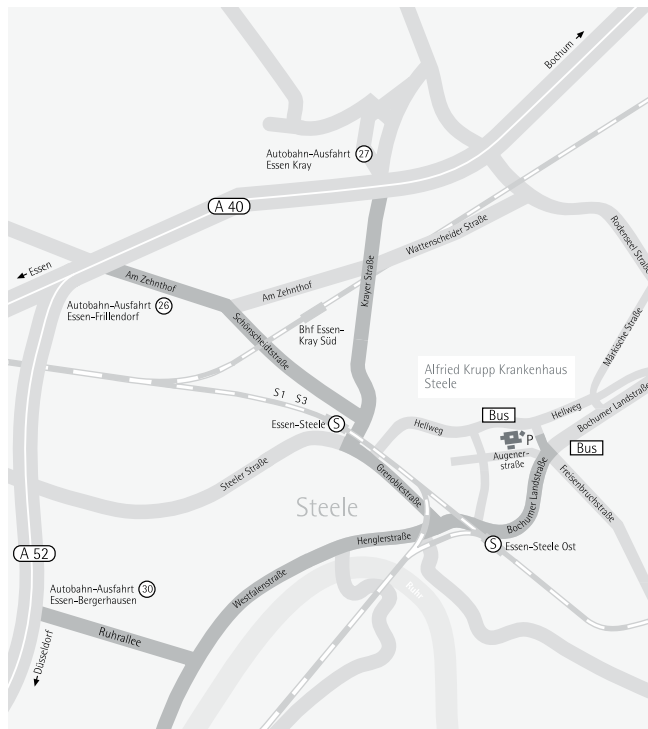 Bochum
Autobahn-Ausfahrt 27
Essen Kray
A 40
Rodenseel Straße
Wattenscheider Straße
Essen
Am Zehnthof
Am Zehnthof
Krayer Straße
Autobahn-Ausfahrt 26
Essen-Frillendorf
Schönscheidtstraße
Bhf Essen-
Kray Süd
Märkische Straße
Alfried Krupp Krankenhaus
Steele
S1 S3
Essen-Steele S
Hellweg
Bus
Hellweg
Bochumer Landstraße
P
Bus
Augener-
straße
Steeler Straße
Grenoblestraße
Freisenbruchstraße
Steele
Bochumer Landstraße
Henglerstraße
S Essen-Steele Ost
A 52
Autobahn-Ausfahrt 30
Essen-Bergerhausen
Westfalenstraße
Ruhr
Ruhrallee
Düsseldorf